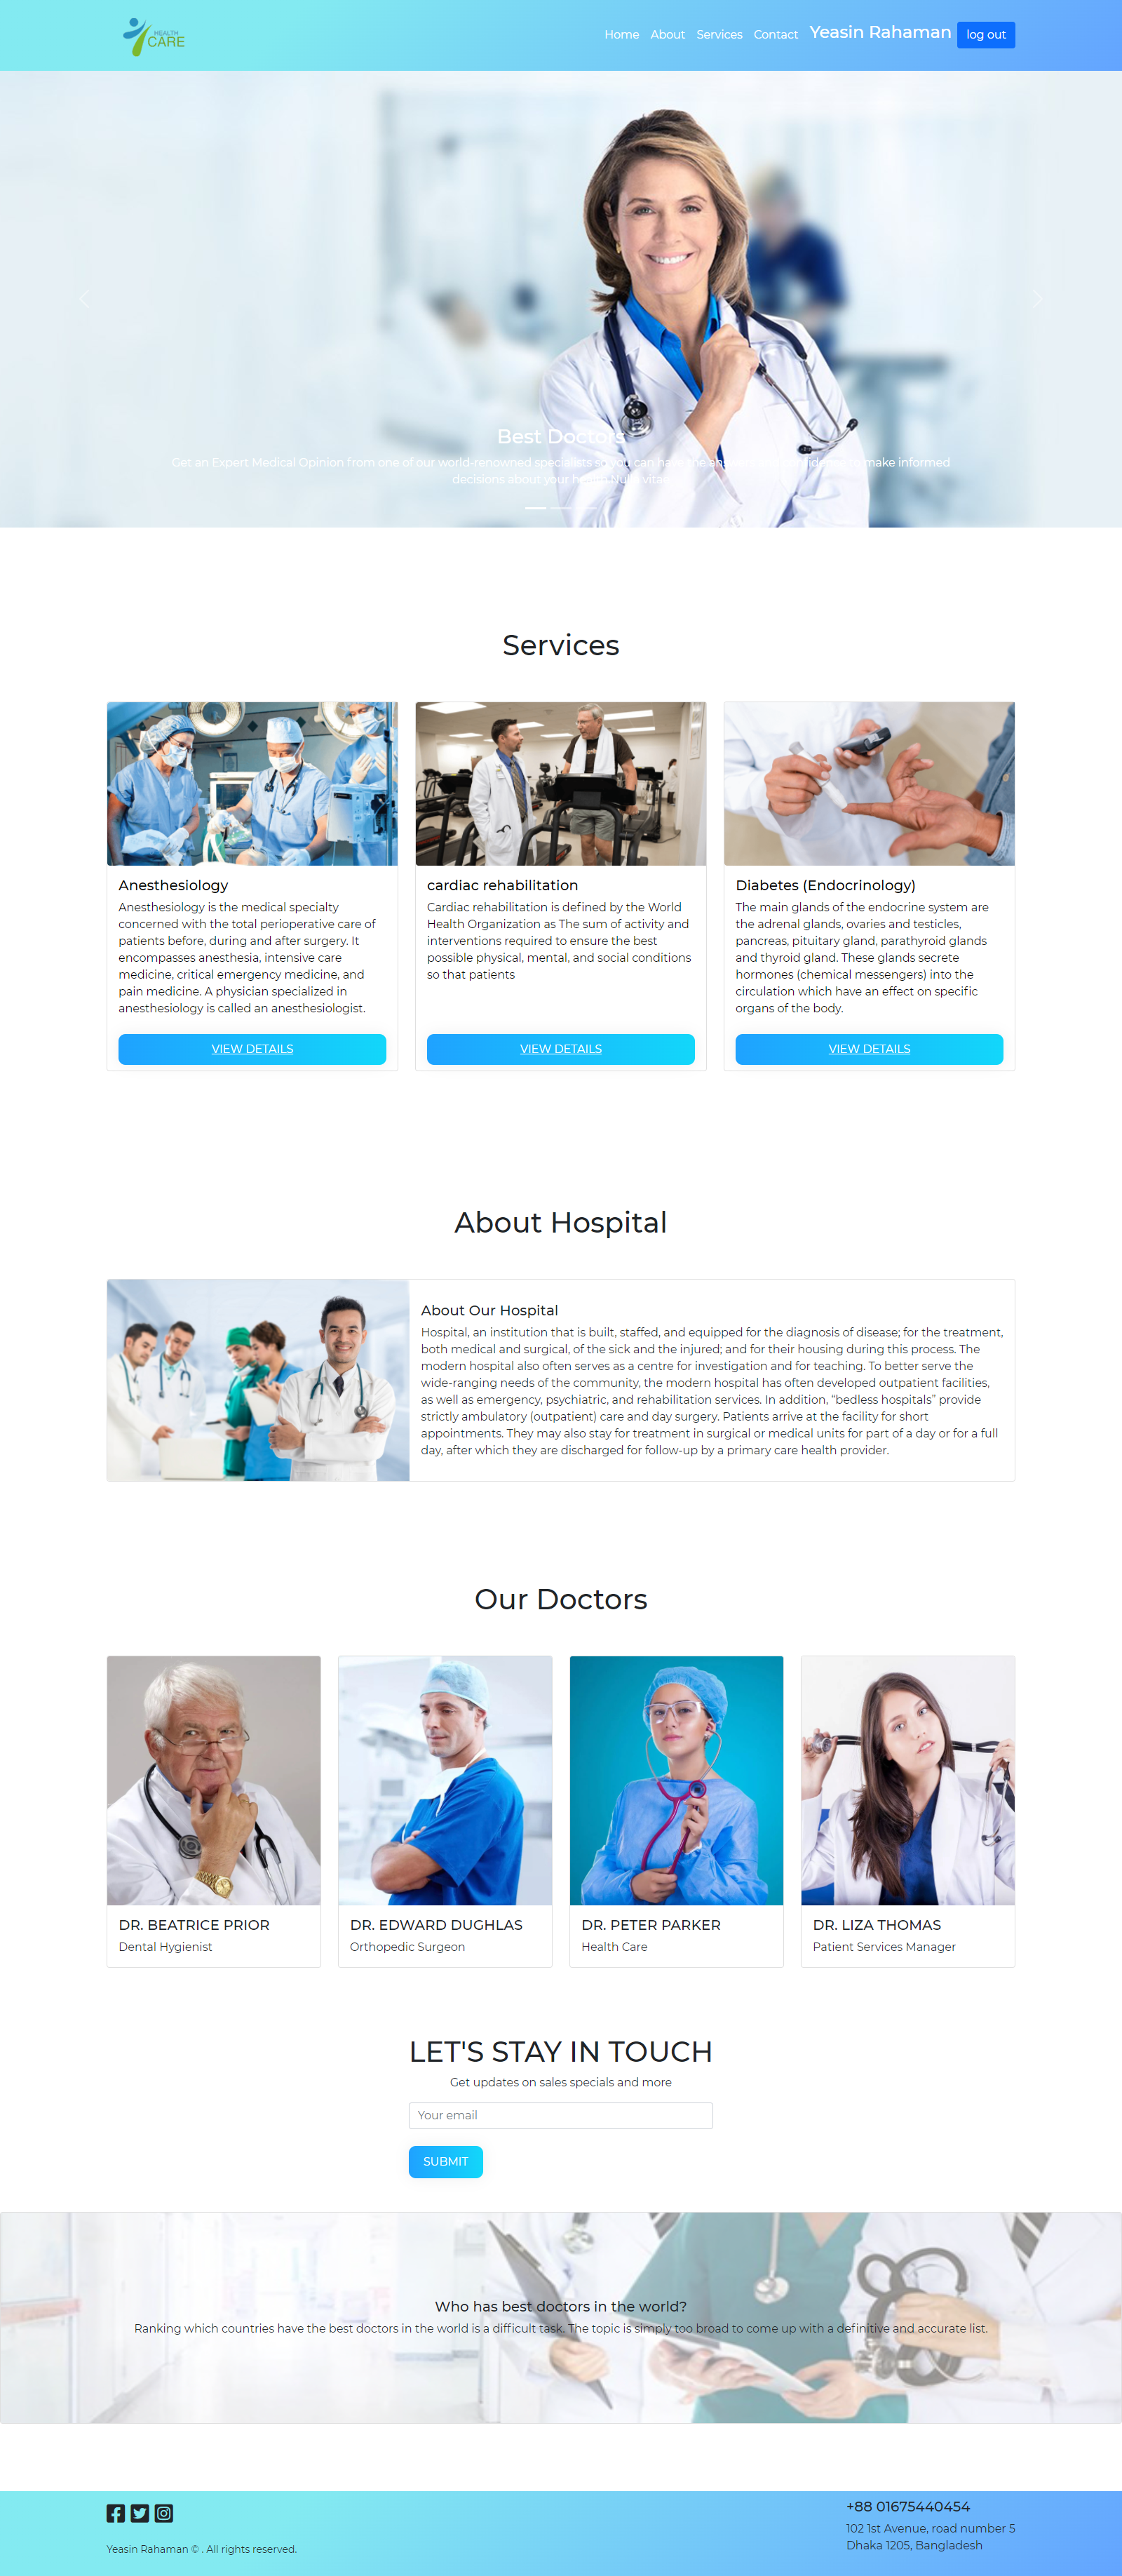 HEALTH
CARE
Home About Services Contact Yeasin Rahaman log out
Best Doctors
Get an Expert Medical Opinion from one of our world-renowned specialists so you can have the answers and confidence to make informed
decisions about your health Nulla vitae
Services
Anesthesiology
Anesthesiology is the medical specialty
concerned with the total perioperative care of
patients before, during and after surgery. It
encompasses anesthesia, intensive care
medicine, critical emergency medicine, and
pain medicine. A physician specialized in
anesthesiology is called an anesthesiologist.
VIEW DETAILS
cardiac rehabilitation
Cardiac rehabilitation is defined by the World
Health Organization as The sum of activity and
interventions required to ensure the best
possible physical, mental, and social conditions
so that patients
VIEW DETAILS
Diabetes (Endocrinology)
The main glands of the endocrine system are
the adrenal glands, ovaries and testicles,
pancreas, pituitary gland, parathyroid glands
and thyroid gland. These glands secrete
hormones (chemical messengers) into the
circulation which have an effect on specific
organs of the body.
VIEW DETAILS
About Hospital
About Our Hospital
Hospital, an institution that is built, staffed, and equipped for the diagnosis of disease; for the treatment,
both medical and surgical, of the sick and the injured; and for their housing during this process. The
modern hospital also often serves as a centre for investigation and for teaching. To better serve the
wide-ranging needs of the community, the modern hospital has often developed outpatient facilities,
as well as emergency, psychiatric, and rehabilitation services. In addition, “bedless hospitals” provide
strictly ambulatory (outpatient) care and day surgery. Patients arrive at the facility for short
appointments. They may also stay for treatment in surgical or medical units for part of a day or for a full
day, after which they are discharged for follow-up by a primary care health provider.
Our Doctors
DR. BEATRICE PRIOR
Dental Hygienist
DR. EDWARD DUGHLAS
Orthopedic Surgeon
DR. PETER PARKER
Health Care
DR. LIZA THOMAS
Patient Services Manager
LET'S STAY IN TOUCH
Get updates on sales specials and more
Your email
SUBMIT
Who has best doctors in the world?
Ranking which countries have the best doctors in the world is a difficult task. The topic is simply too broad to come up with a definitive and accurate list.
Yeasin Rahaman © . All rights reserved.
+88 01675440454
102 1st Avenue, road number 5
Dhaka 1205, Bangladesh